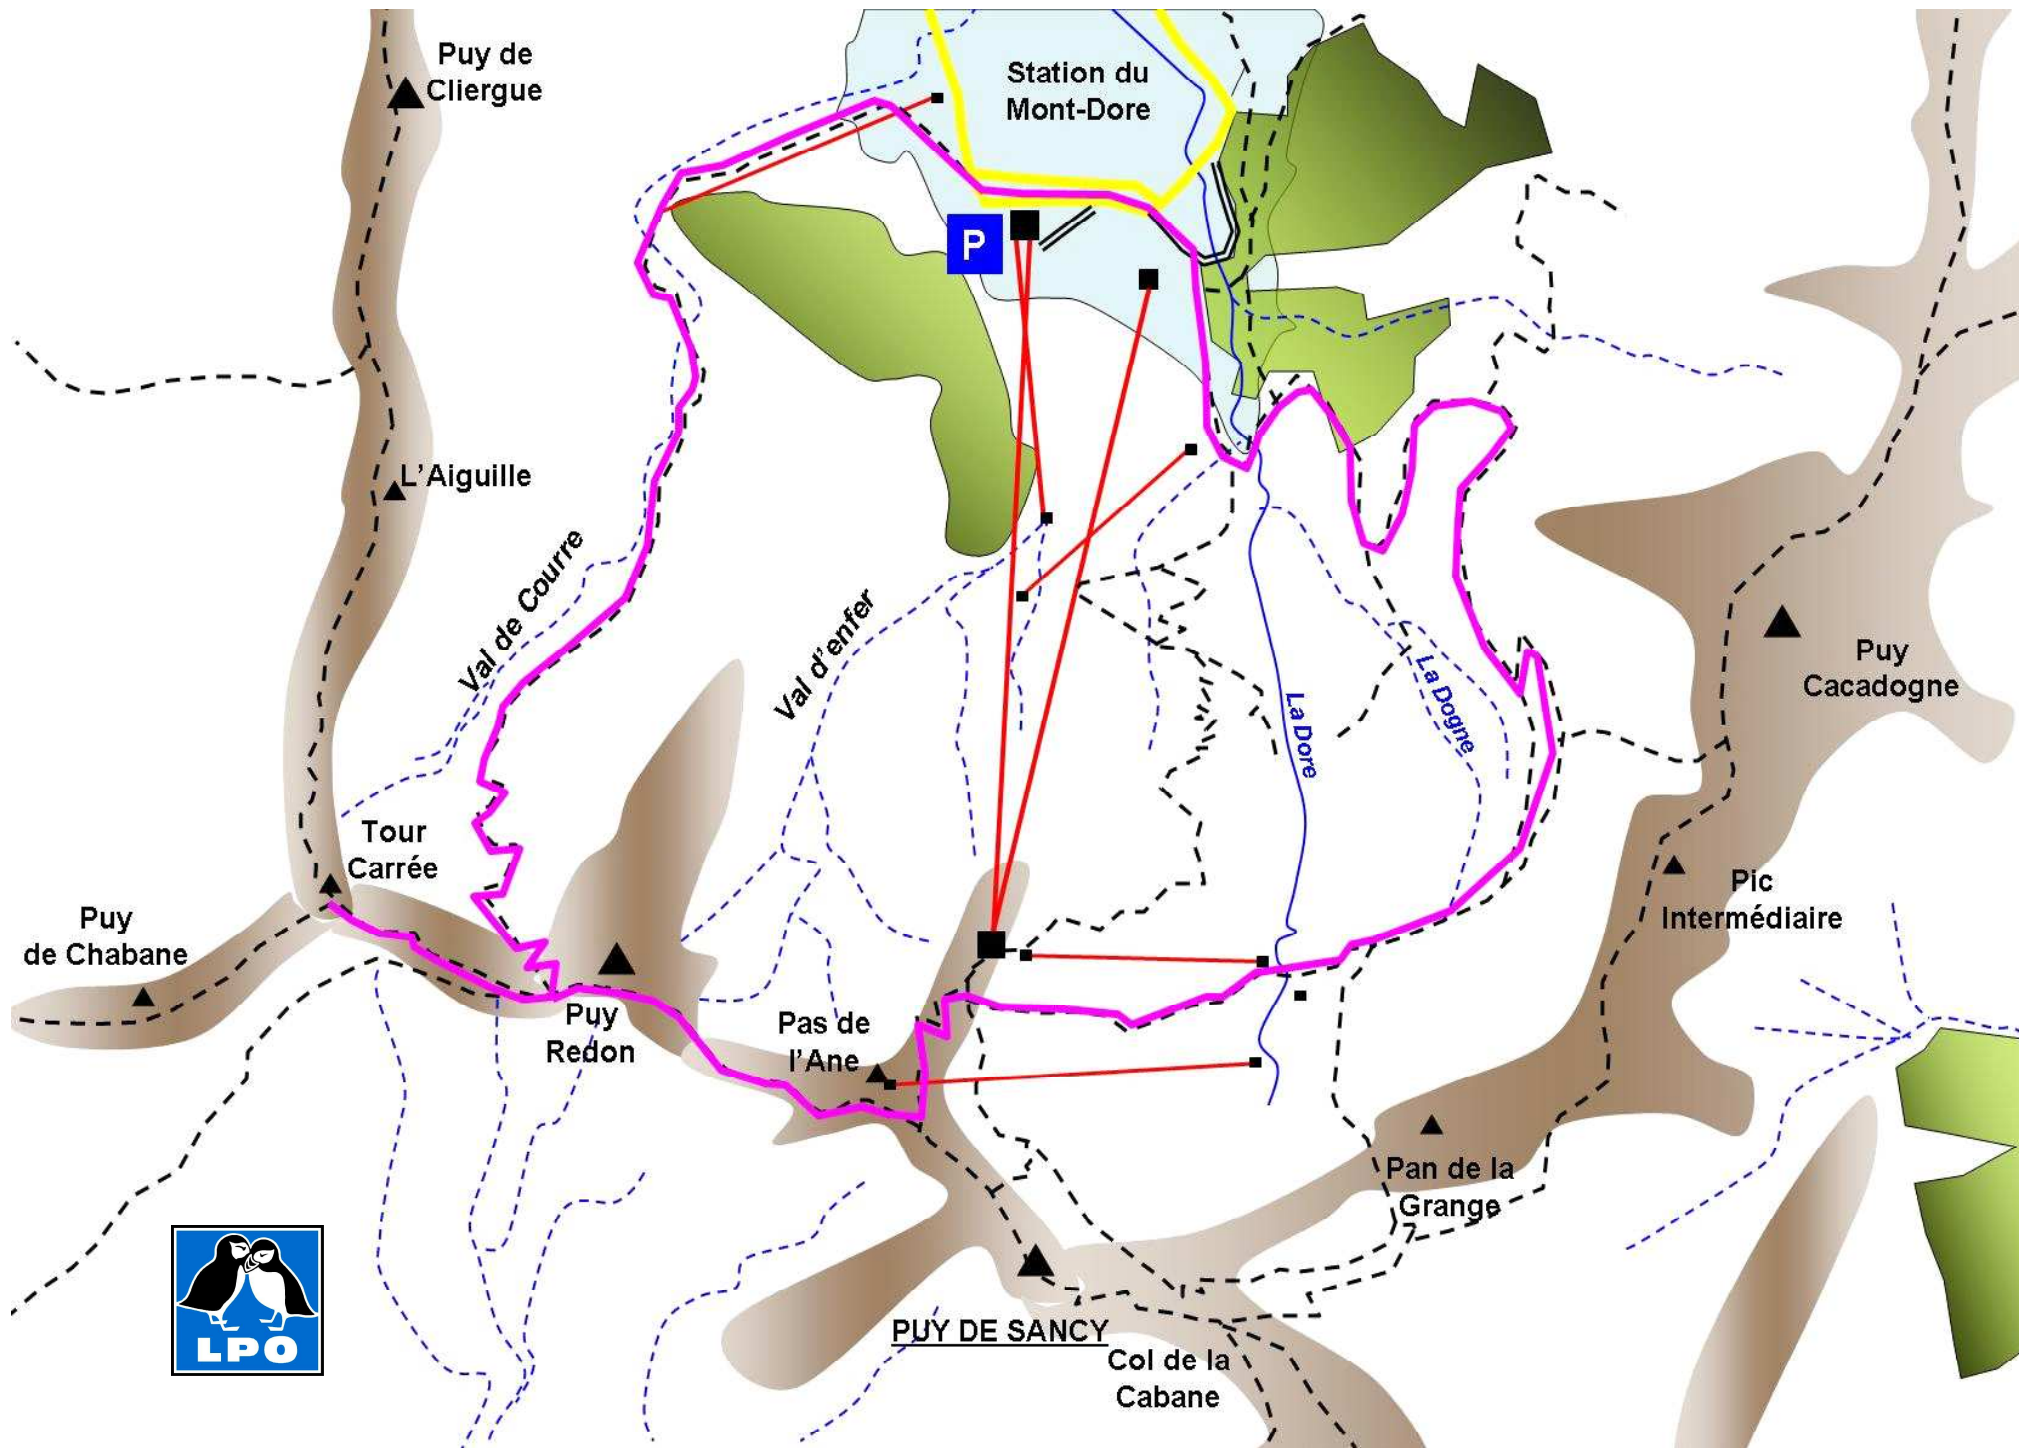 Puy de
Cliergue
Station du
Mont-Dore
P
L'Aiguille
Val de Courre
Val d'enfer
Puy
Cacadogne
La Dore
La Dogne
Tour
Carrée
Pic
Intermédiaire
Puy
de Chabane
Puy
Redon
Pas de
l'Ane
Pan de la
Grange
PUY DE SANCY
Col de la
Cabane
LPO